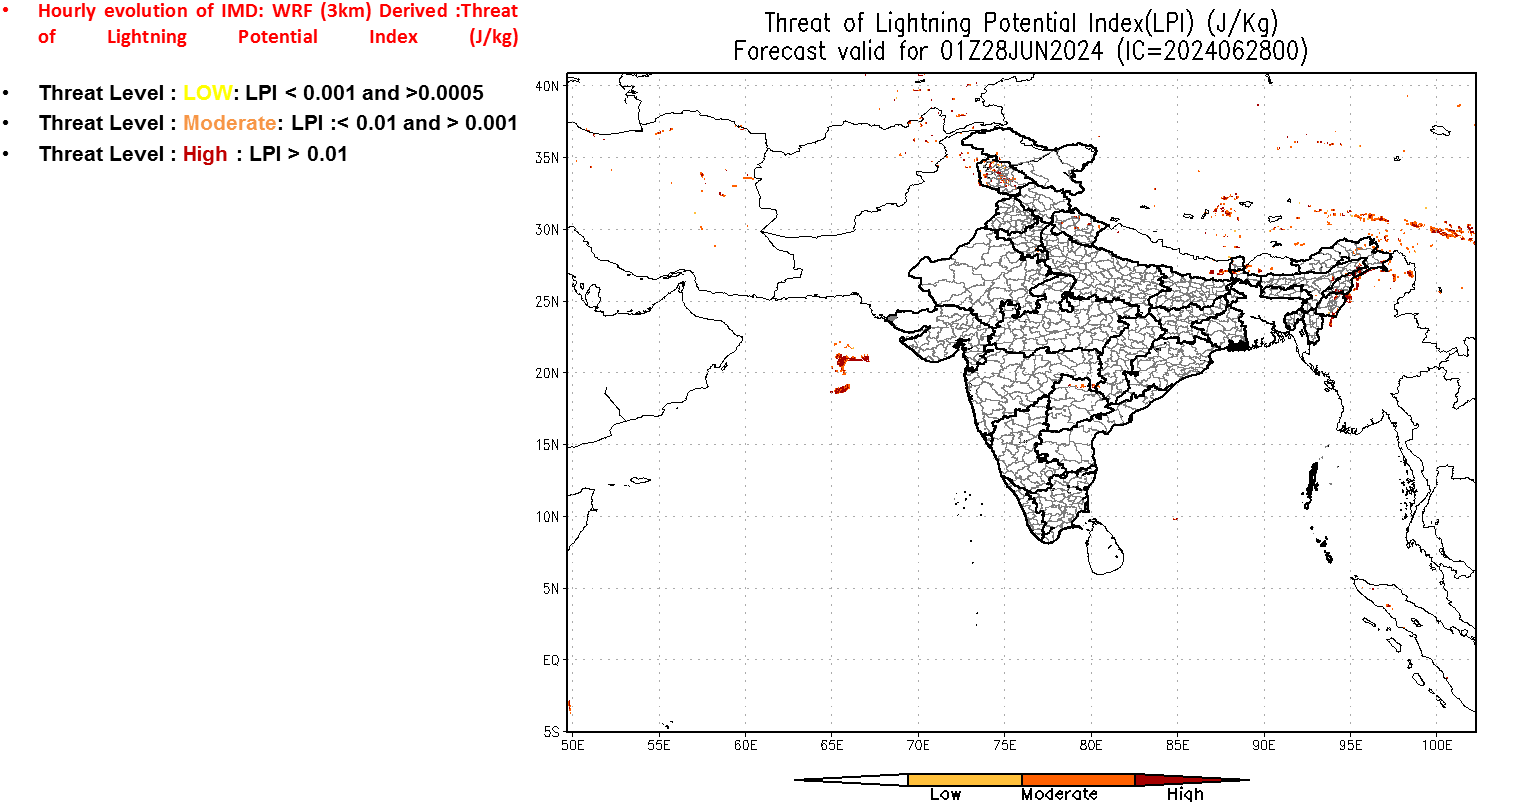 • Hourly evolution of IMD: WRF (3km) Derived :Threat
of Lightning Potential Index (J/kg)
• Threat Level : LOW: LPI < 0.001 and >0.0005
• Threat Level : Moderate: LPI :< 0.01 and > 0.001
• Threat Level : High : LPI > 0.01
Threat of Lightning Potential Index(LPI) (J/Kg)
Forecast valid for 01Z28JUN2024 (IC=2024062800)
40N
35N
30N
25N
20N
15N
10N
5N
EQ
5S
50E 55E 60E 65E 70E 75E 80E 85E 90E 95E 100E
Low Moderate High